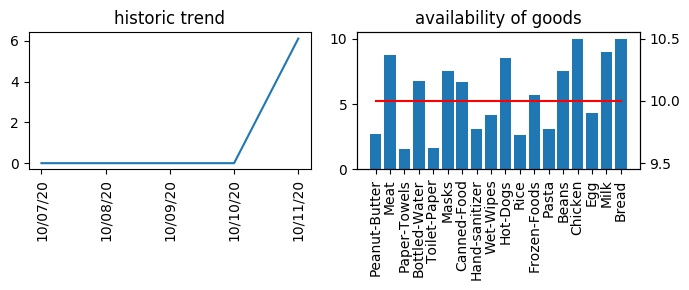 historic trend
6
4
2
0
10/07/20
10/08/20
10/09/20
10/10/20
10/11/20
availability of goods
10
5
0
10.5
10.0
9.5
Peanut-Butter
Meat
Paper-Towels
Bottled-Water
Toilet-Paper
Masks
Canned-Food
Hand-sanitizer
Wet-Wipes
Hot-Dogs
Rice
Frozen-Foods
Pasta
Beans
Chicken
Egg
Milk
Bread